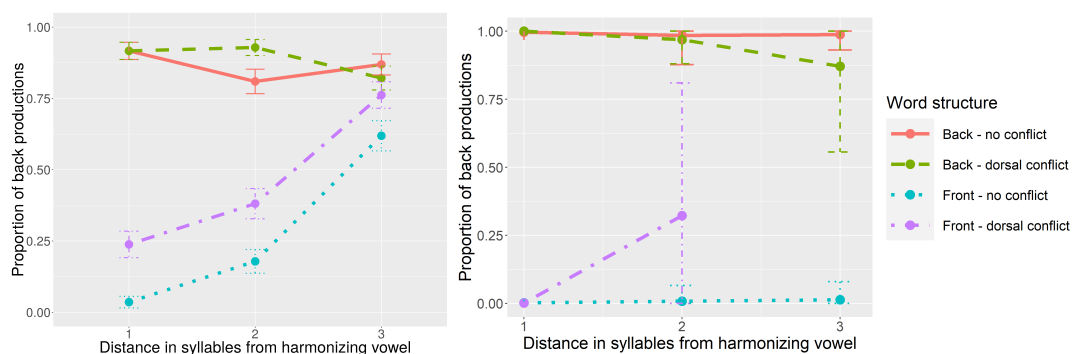 1.00
0.75
0.50
0.25
0.00
Proportion of back productions
1 2 3
Distance in syllables from harmonizing vowel
1.00
0.75
0.50
0.25
0.00
Proportion of back productions
1 2 3
Distance in syllables from harmonizing vowel
Word structure
Back - no conflict
Back - dorsal conflict
Front - no conflict
Front - dorsal conflict